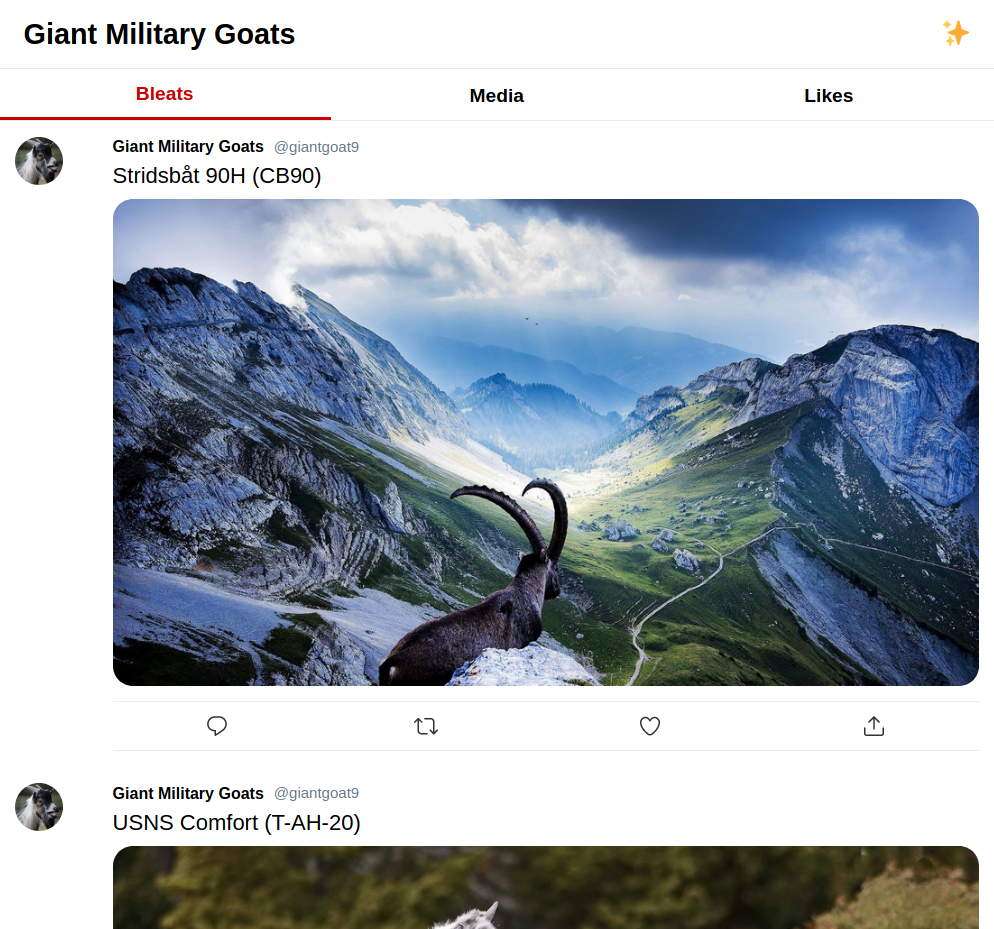 Giant Military Goats
Bleats
Media
Likes
Giant Military Goats @giantgoat9
Stridsbåt 90H (CB90)
Giant Military Goats @giantgoat9
USNS Comfort (T-AH-20)